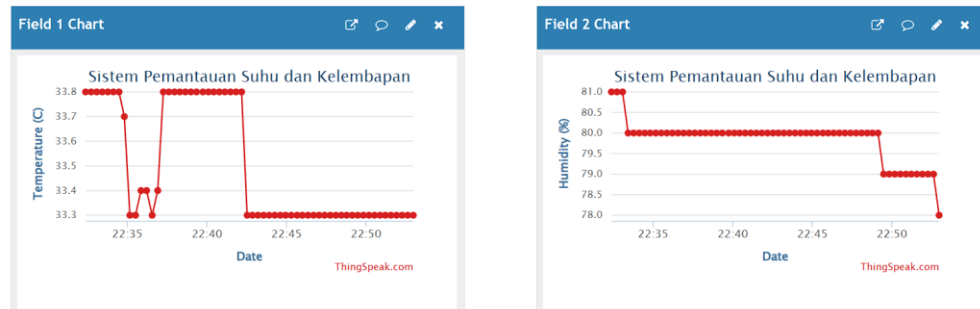 Field 1 Chart
Sistem Pemantauan Suhu dan Kelembapan
Temperature (C)
33.8
33.7
33.6
33.5
33.4
33.3
22:35 22:40 22:45 22:50
Date
ThingSpeak.com
Field 2 Chart
Sistem Pemantauan Suhu dan Kelembapan
Humidity (%)
81.0
80.5
80.0
79.5
79.0
78.5
78.0
22:35 22:40 22:45 22:50
Date
ThingSpeak.com